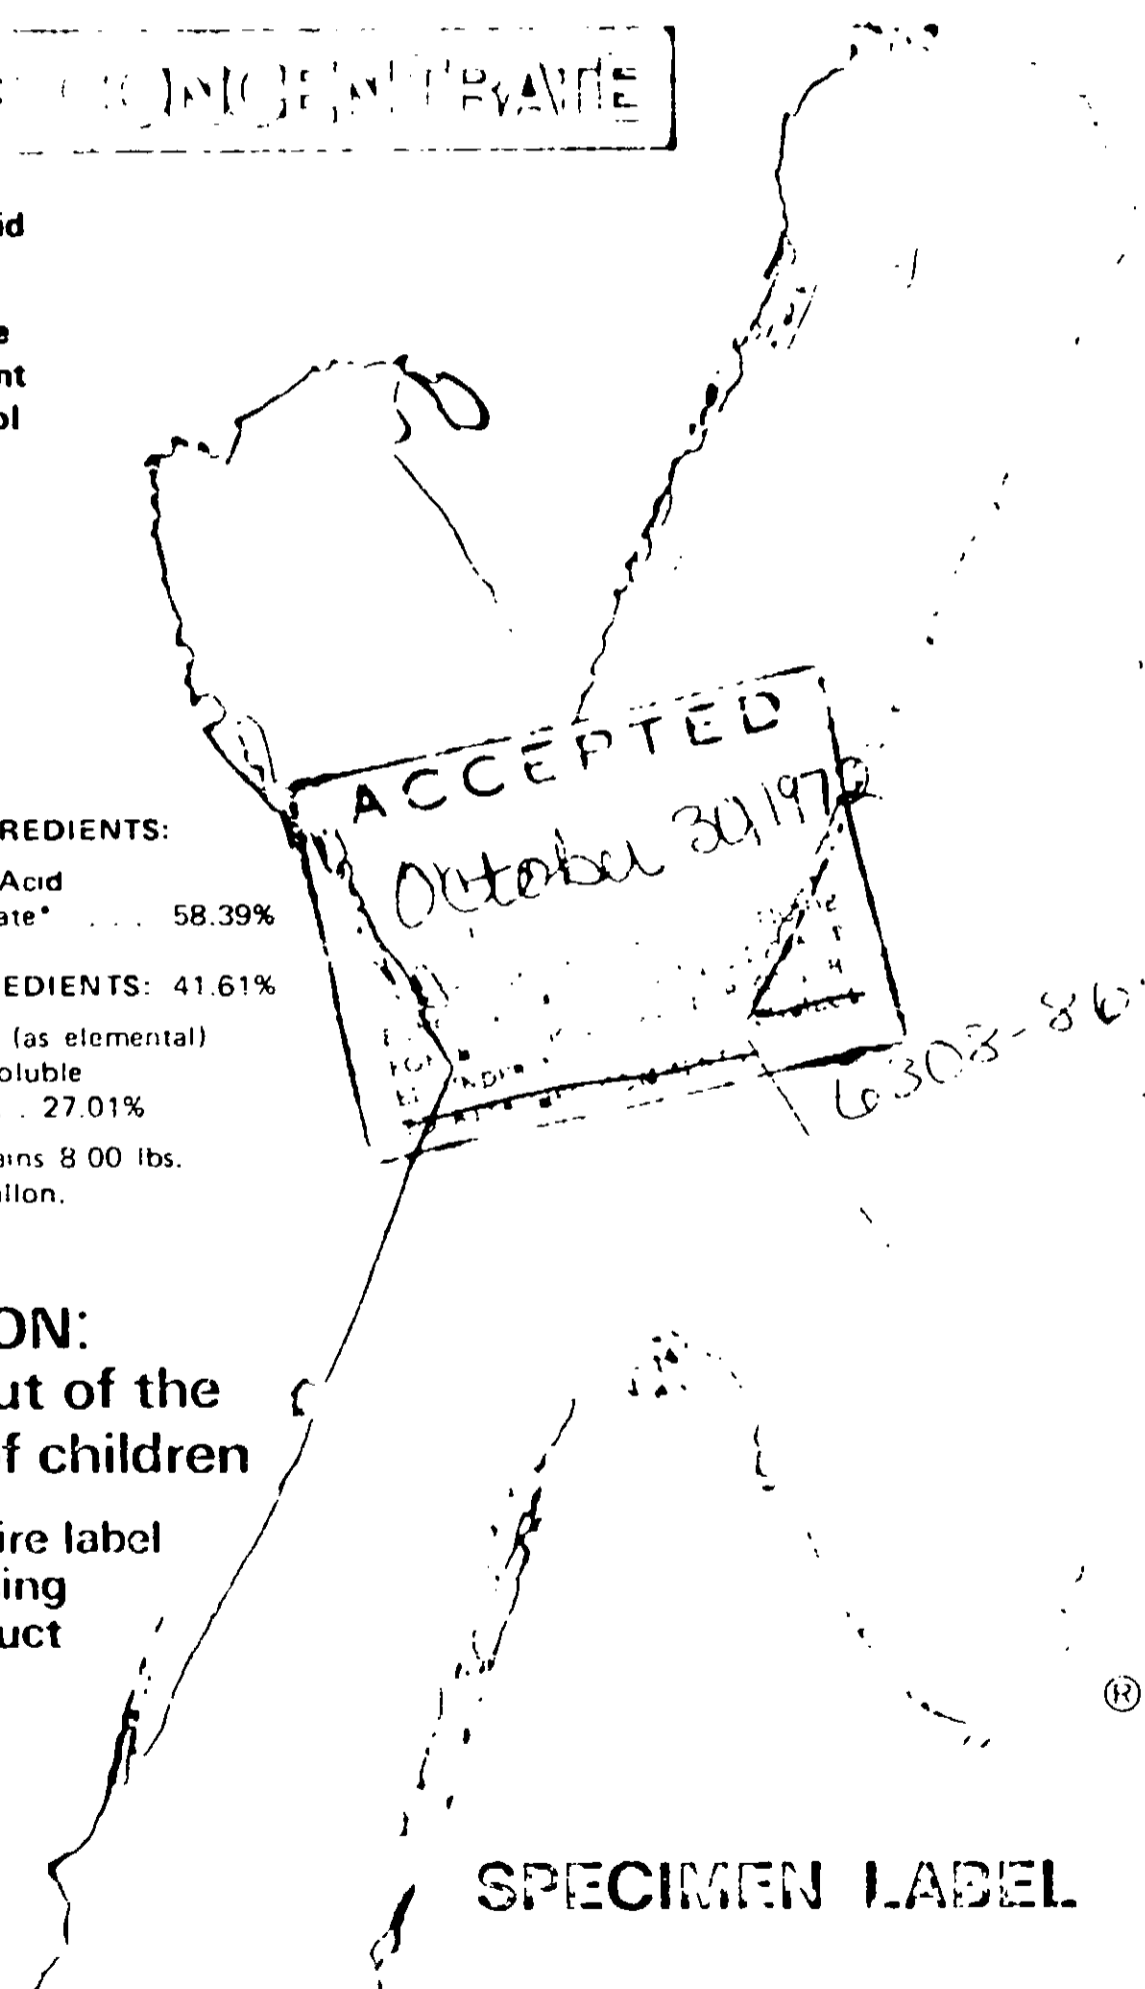 CONCENTRATE
id
e
nt
ol
ACCEPTED
October 30, 1972
REDIENTS:
Acid
ate* . . . 58.39%
EDIENTS: 41.61%
(as elemental)
oluble
. . 27.01%
ains 8 00 lbs.
allon.
6308-86
ON:
ut of the
f children
ire label
ing
uct
®
SPECIMEN LABEL